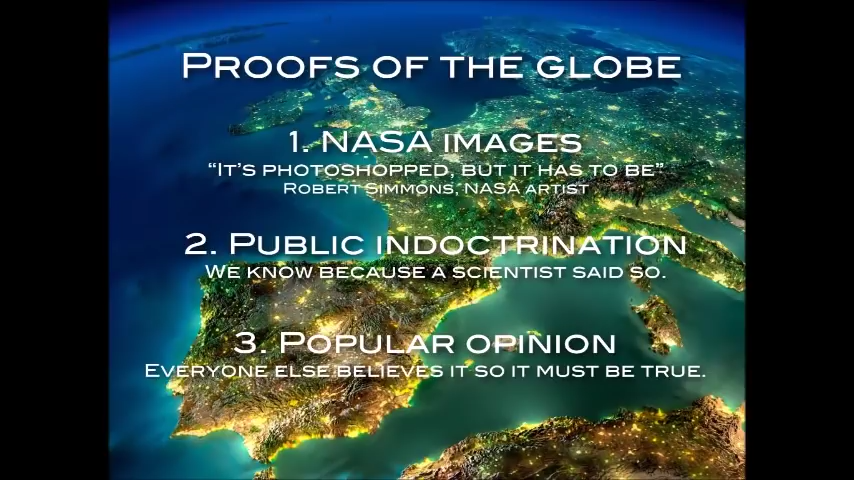 PROOFS OF THE GLOBE
1. NASA IMAGES
“IT’S PHOTOSHOPPED, BUT IT HAS TO BE”
ROBERT SIMMONS, NASA ARTIST
2. PUBLIC INDOCTRINATION
WE KNOW BECAUSE A SCIENTIST SAID SO.
3. POPULAR OPINION
EVERYONE ELSE BELIEVES IT SO IT MUST BE TRUE.